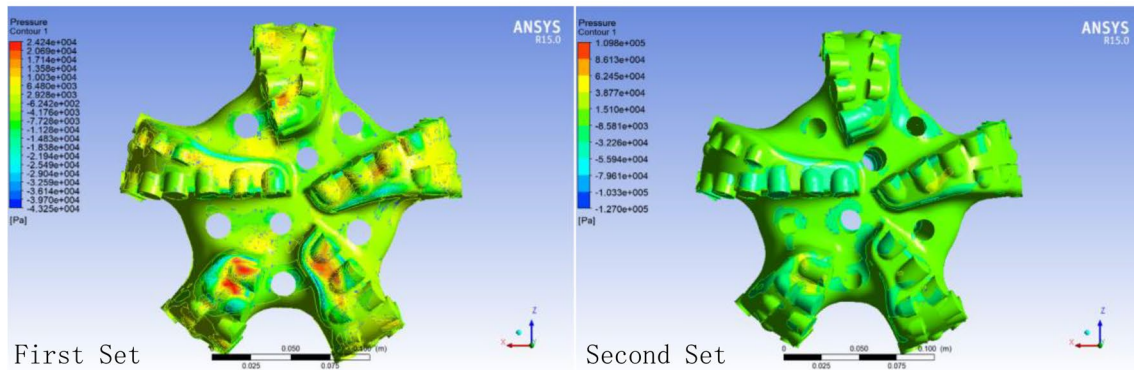 Pressure
Contour 1
2.424e+004
2.069e+004
1.714e+004
1.358e+004
1.003e+004
6.480e+003
2.928e+003
-6.242e+002
-4.176e+003
-7.728e+003
-1.128e+004
-1.483e+004
-1.838e+004
-2.194e+004
-2.549e+004
-2.904e+004
-3.259e+004
-3.614e+004
-3.970e+004
-4.325e+004
[Pa]
ANSYS
R15.0
0.050
0.100 (m)
0.025
0.075
Z
X
First Set
Pressure
Contour 1
1.098e+005
8.613e+004
6.245e+004
3.877e+004
1.510e+004
-8.581e+003
-3.226e+004
-5.594e+004
-7.961e+004
-1.033e+005
-1.270e+005
[Pa]
ANSYS
R15.0
0
0.050
0.100 (m)
0.025
0.075
Z
X
Second Set